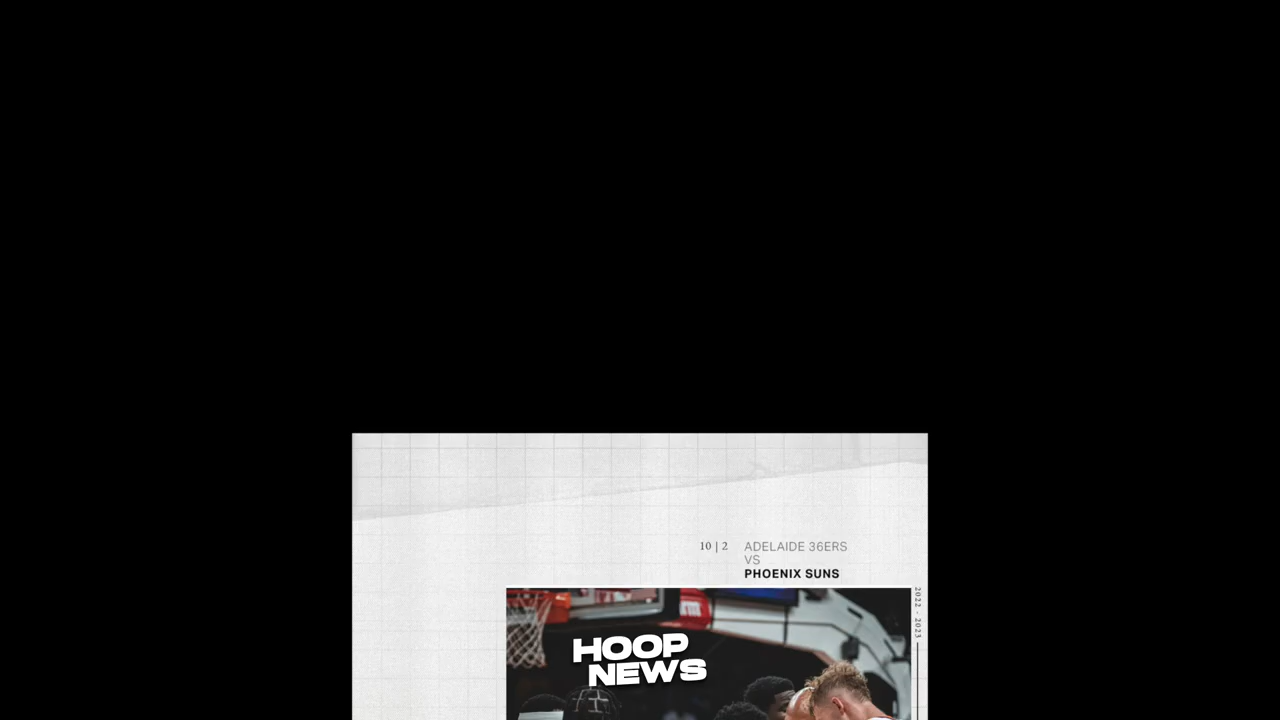 10 | 2
ADELAIDE 36ERS
VS
PHOENIX SUNS
2022 - 2023
HOOP
NEWS